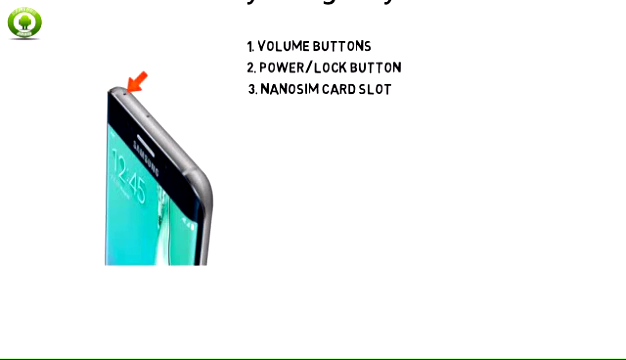 1. VOLUME BUTTONS
2. POWER/LOCK BUTTON
3. NANOSIM CARD SLOT
SAMSUNG
12:45